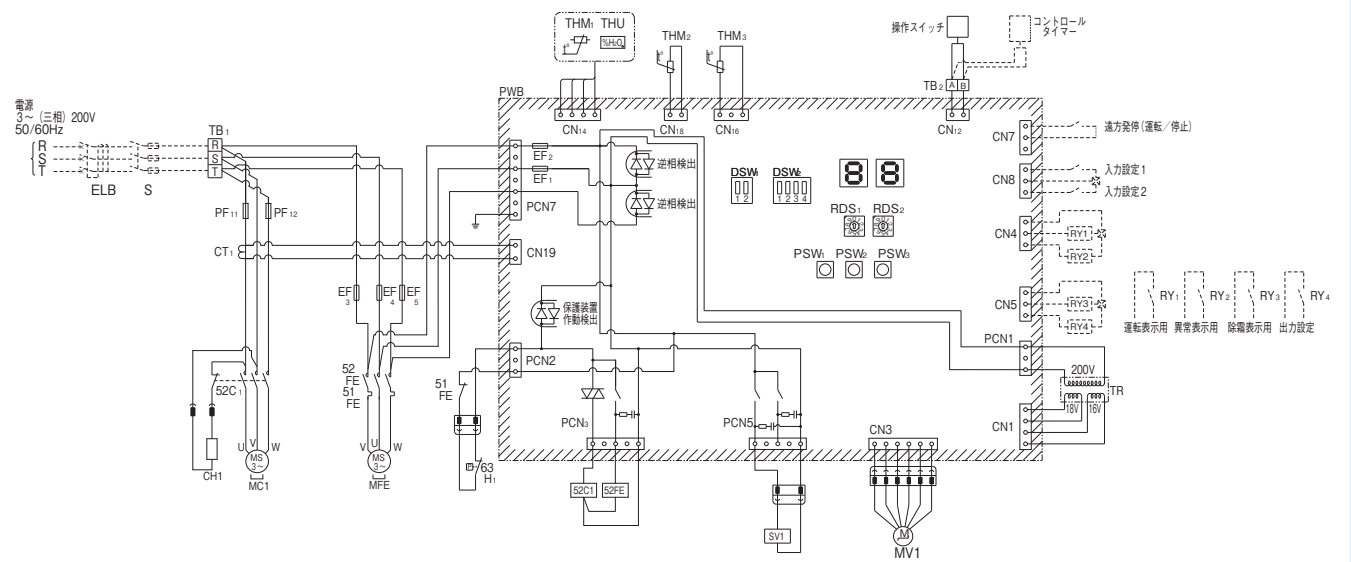 THM1 THU
t°
%H2O
THM2
t°
THM3
t°
操作スイッチ
コントロール
タイマー
TB2 A B
PWB
CN14
CN18
CN16
CN12
電源
3～ (三相) 200V
50/60Hz
R
S
T
ELB
S
TB1
R
S
T
PF11
PF12
CT1
EF2
EF1
PCN7
CN19
逆相検出
逆相検出
DSW1
1 2
DSW2
1 2 3 4
8 8
RDS1
RDS2
PSW1
PSW2
PSW3
CN7
遠方発停(運転／停止)
CN8
入力設定1
入力設定2
CN4
RY1
RY2
CN5
RY3
RY4
RY1
RY2
RY3
RY4
運転表示用
異常表示用
除霜表示用
出力設定
EF3
EF4
EF5
保護装置
作動検出
PCN2
PCN1
200V
TR
18V
16V
CN1
52C1
52
FE
51
FE
51
FE
PCN3
PCN5
CN3
U V W
MS
3～
MC1
CH1
V U W
MS
3～
MFE
P
63
H1
52C1
52FE
SV1
M
MV1